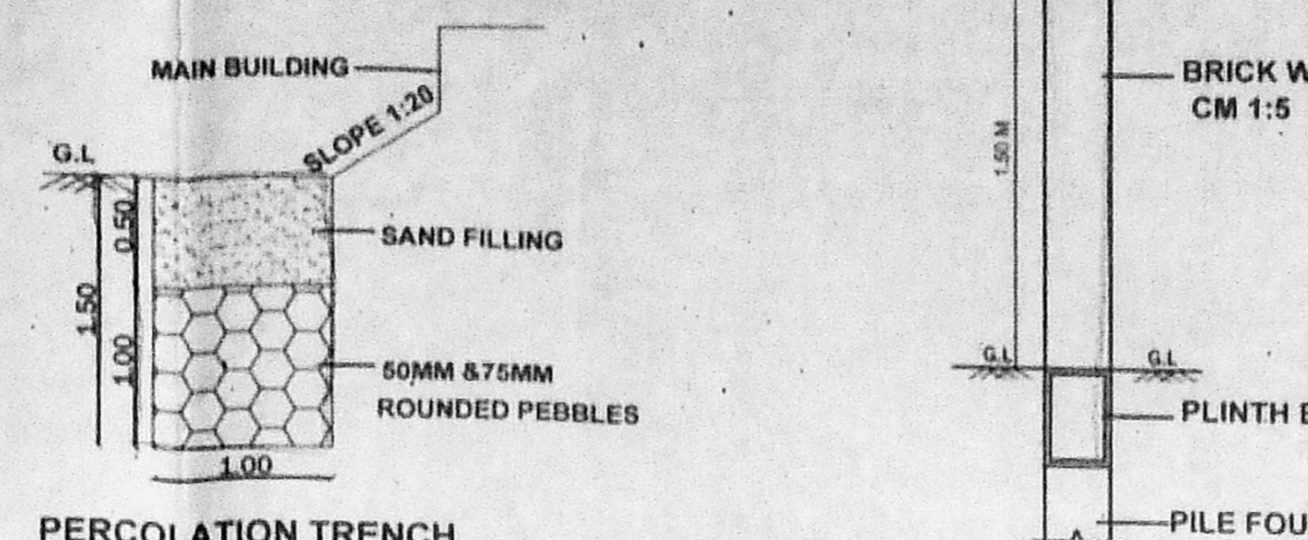 MAIN BUILDING
SLOPE 1:20
G.L
0.50
1.50
1.00
SAND FILLING
50MM &75MM
ROUNDED PEBBLES
1.00
PERCOLATION TRENCH
BRICK W
CM 1:5
1.50 M
G.L
G.L
PLINTH
PILE FOU